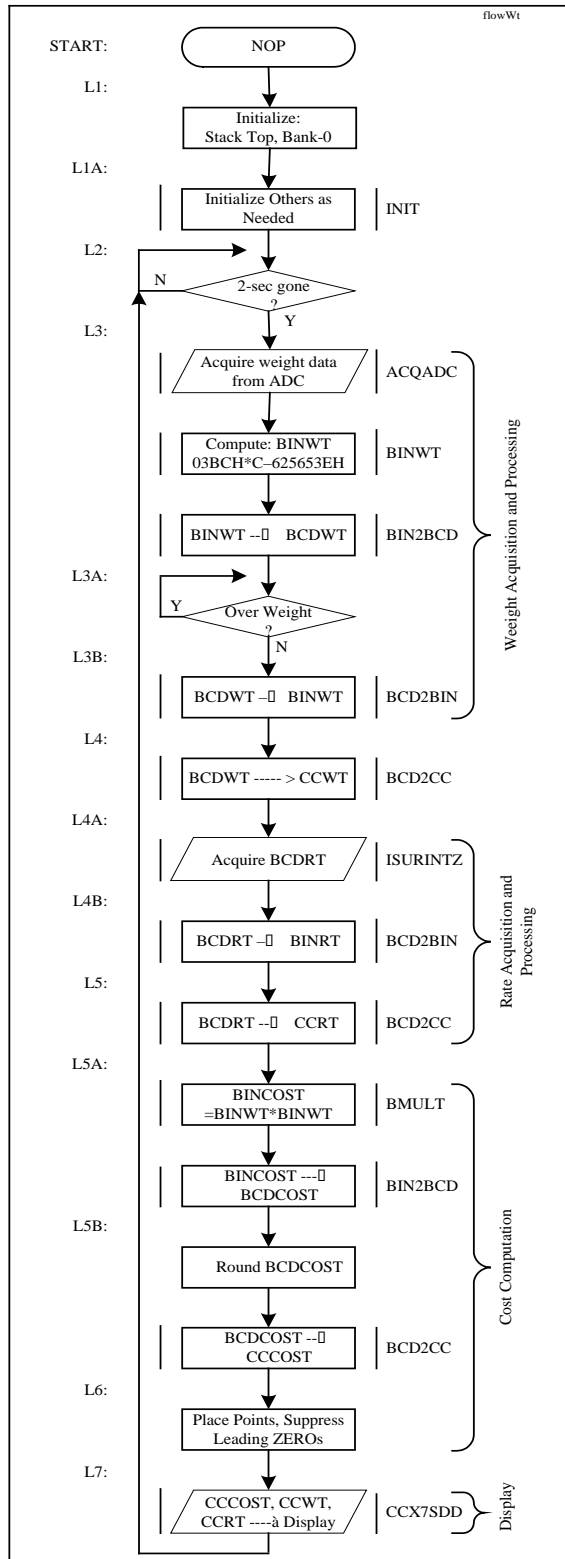 flowWt
START:
NOP
L1:
Initialize:
Stack Top, Bank-0
L1A:
Initialize Others as
Needed
INIT
L2:
N
2-sec gone
?
Y
L3:
Acquire weight data
from ADC
ACQADC
Compute: BINWT
03BCH*C–625653EH
BINWT
BINWT --▯ BCDWT
BIN2BCD
Weeight Acquisition and Processing
L3A:
Y
Over Weight
?
N
L3B:
BCDWT –▯ BINWT
BCD2BIN
L4:
BCDWT ----- > CCWT
BCD2CC
L4A:
Acquire BCDRT
ISURINTZ
L4B:
BCDRT –▯ BINRT
BCD2BIN
Rate Acquisition and
Processing
L5:
BCDRT --▯ CCRT
BCD2CC
L5A:
BINCOST
=BINWT*BINWT
BMULT
BINCOST ---▯
BCDCOST
BIN2BCD
L5B:
Round BCDCOST
Cost Computation
BCDCOST --▯
CCCOST
BCD2CC
L6:
Place Points, Suppress
Leading ZEROs
L7:
CCCOST, CCWT,
CCRT ----à Display
CCX7SDD
Display